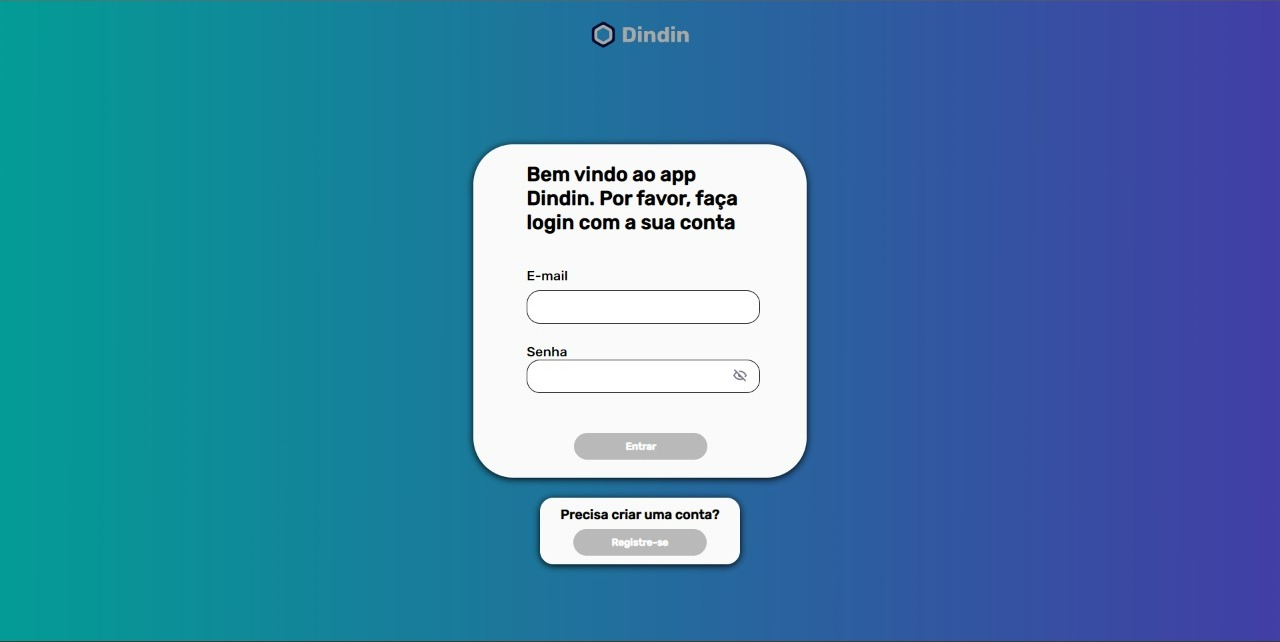 Dindin
Bem vindo ao app
Dindin. Por favor, faça
login com a sua conta
E-mail
Senha
Entrar
Precisa criar uma conta?
Registre-se